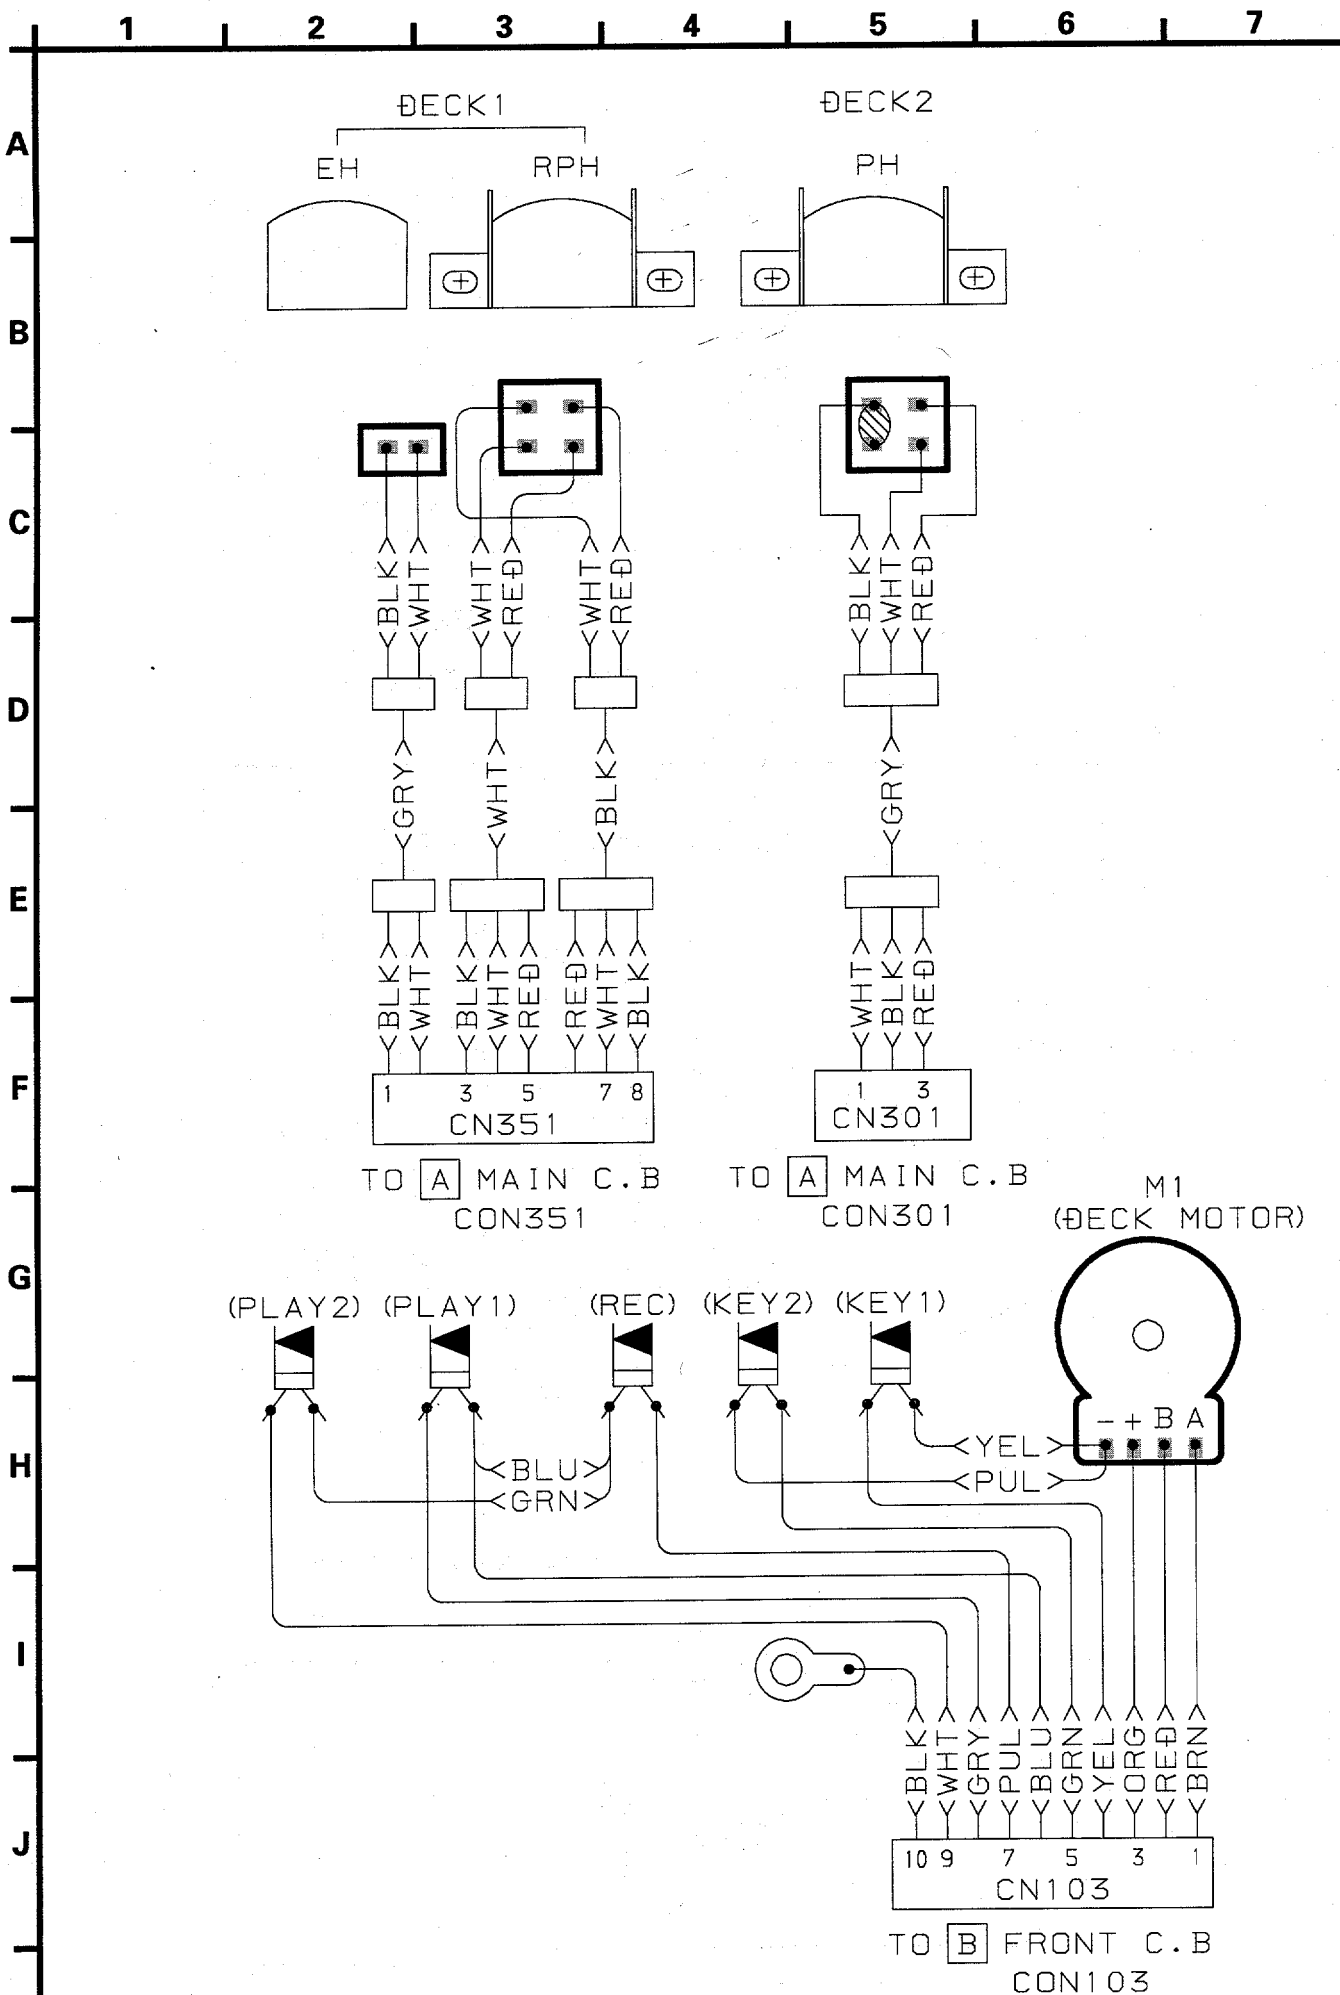 1 2 3 4 5 6 7
A
B
C
D
E
F
G
H
I
J
DECK1 DECK2
EH RPH PH
BLK WHT WHT RED WHT RED BLK WHT RED
GRY WHT BLK GRY
BLK WHT BLK WHT RED RED WHT BLK WHT BLK RED
1 3 5 7 8 1 3
CN351 CN301
TO A MAIN C.B TO A MAIN C.B
CON351 CON301
M1
(DECK MOTOR)
(PLAY2) (PLAY1) (REC) (KEY2) (KEY1)
- + B A
YEL
BLU PUL
GRN
BLK WHT GRY PUL BLU GRN YEL ORG RED BRN
10 9 7 5 3 1
CN103
TO B FRONT C.B
CON103